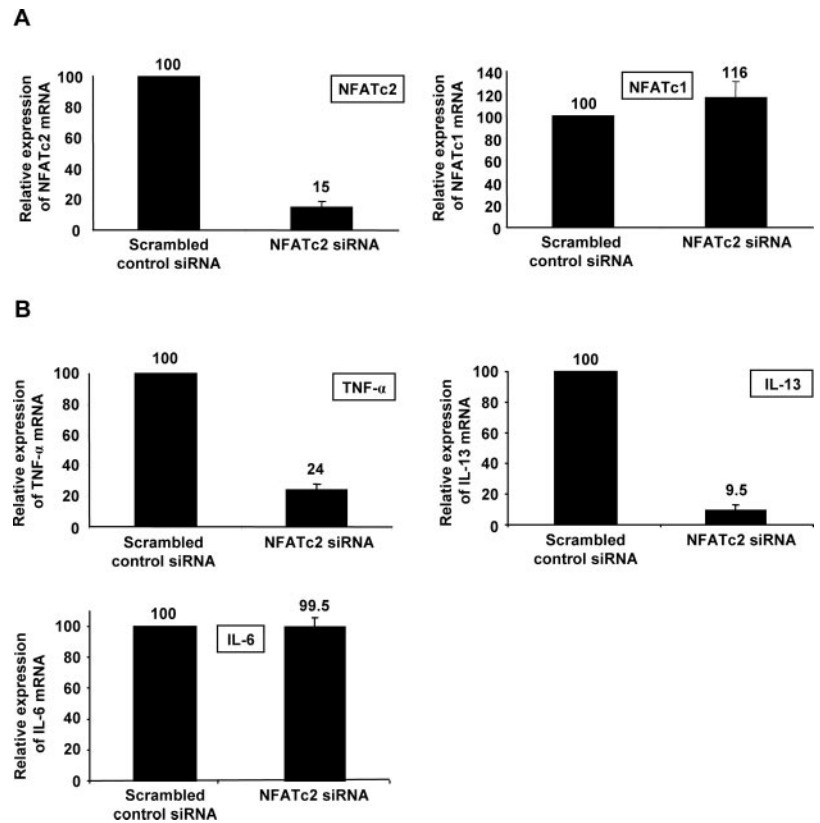 A
Relative expression
of NFATc2 mRNA
100
80
60
40
20
0
100
15
NFATc2
Scrambled
control siRNA
NFATc2 siRNA
Relative expression
of NFATc1 mRNA
140
120
100
80
60
40
20
0
100
116
NFATc1
Scrambled
control siRNA
NFATc2 siRNA
B
Relative expression
of TNF-α mRNA
100
80
60
40
20
0
100
24
TNF-α
Scrambled
control siRNA
NFATc2 siRNA
Relative expression
of IL-13 mRNA
100
80
60
40
20
0
100
9.5
IL-13
Scrambled
control siRNA
NFATc2 siRNA
Relative expression
of IL-6 mRNA
100
80
60
40
20
0
100
99.5
IL-6
Scrambled
control siRNA
NFATc2 siRNA